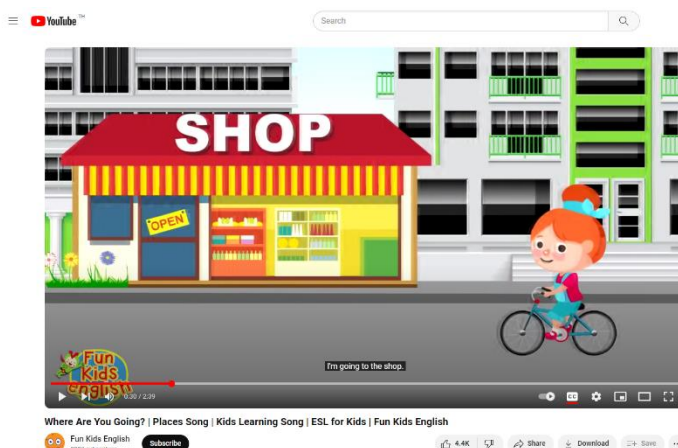 YouTube
Search
SHOP
OPEN
Fun
Kids
English
I'm going to the shop.
0:30 / 2:39
CC
Where Are You Going? | Places Song | Kids Learning Song | ESL for Kids | Fun Kids English
Fun Kids English
Subscribe
4.4K
Share
Download
Save